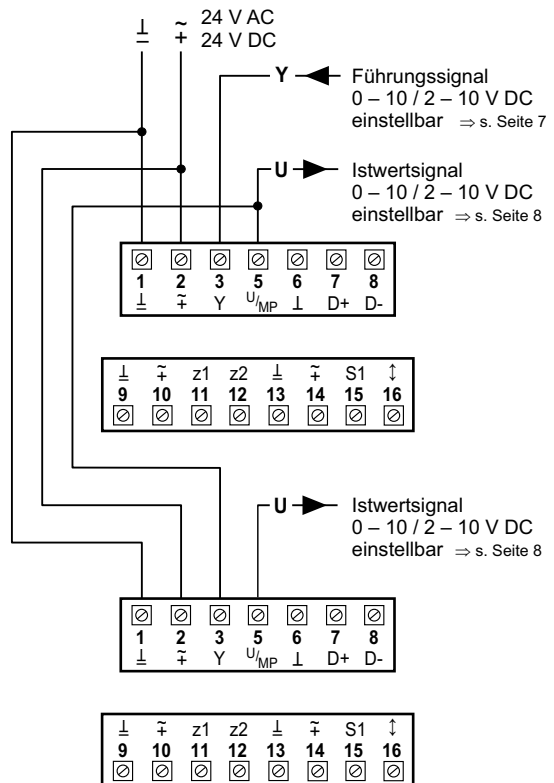 ⊥ ~+ 24 V AC
24 V DC
Y Führungssignal
0 – 10 / 2 – 10 V DC
einstellbar ⇒ s. Seite 7
U Istwertsignal
0 – 10 / 2 – 10 V DC
einstellbar ⇒ s. Seite 8
1 2 3 5 6 7 8
⊥ ~+ Y U/MP ⊥ D+ D-
⊥ ~+ z1 z2 ⊥ ~+ S1 ↕
9 10 11 12 13 14 15 16
U Istwertsignal
0 – 10 / 2 – 10 V DC
einstellbar ⇒ s. Seite 8
1 2 3 5 6 7 8
⊥ ~+ Y U/MP ⊥ D+ D-
⊥ ~+ z1 z2 ⊥ ~+ S1 ↕
9 10 11 12 13 14 15 16